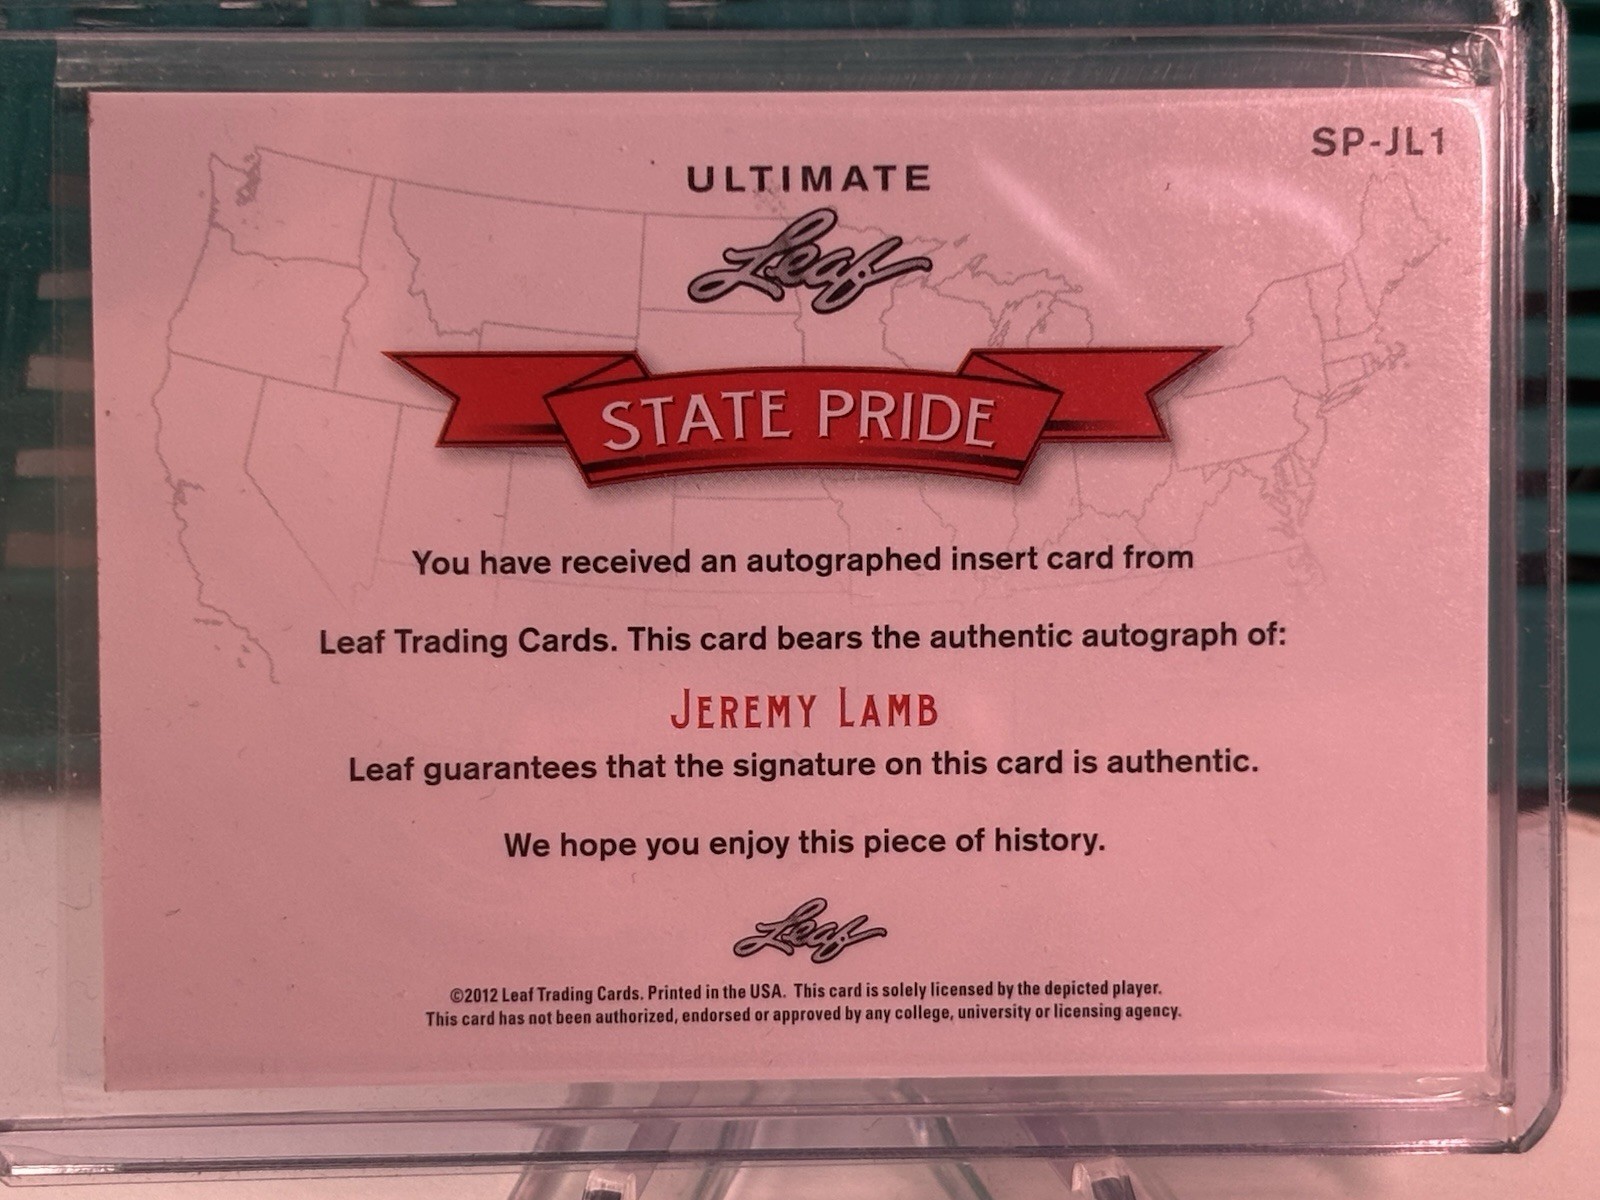 SP-JL1
ULTIMATE
Leaf
STATE PRIDE
You have received an autographed insert card from
Leaf Trading Cards. This card bears the authentic autograph of:
JEREMY LAMB
Leaf guarantees that the signature on this card is authentic.
We hope you enjoy this piece of history.
Leaf
©2012 Leaf Trading Cards. Printed in the USA. This card is solely licensed by the depicted player.
This card has not been authorized, endorsed or approved by any college, university or licensing agency.